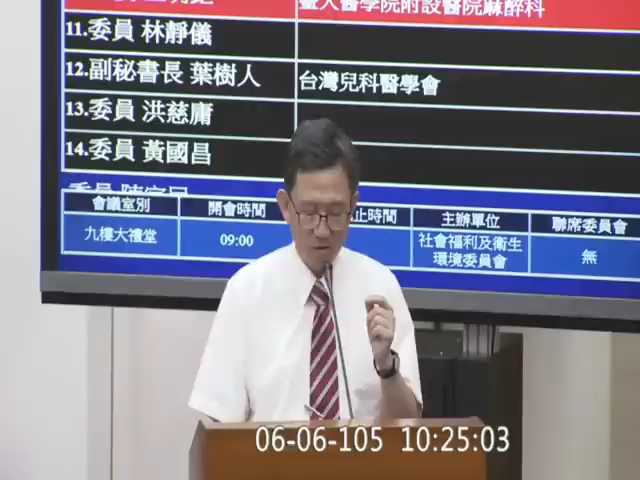 臺大醫學院附設醫院麻醉科
11.委員 林靜儀
12.副秘書長 葉樹人
台灣兒科醫學會
13.委員 洪慈庸
14.委員 黃國昌
會議室別 開會時間 止時間 主辦單位 聯席委員會
九樓大禮堂 09:00 社會福利及衛生 無
環境委員會
06-06-105 10:25:03